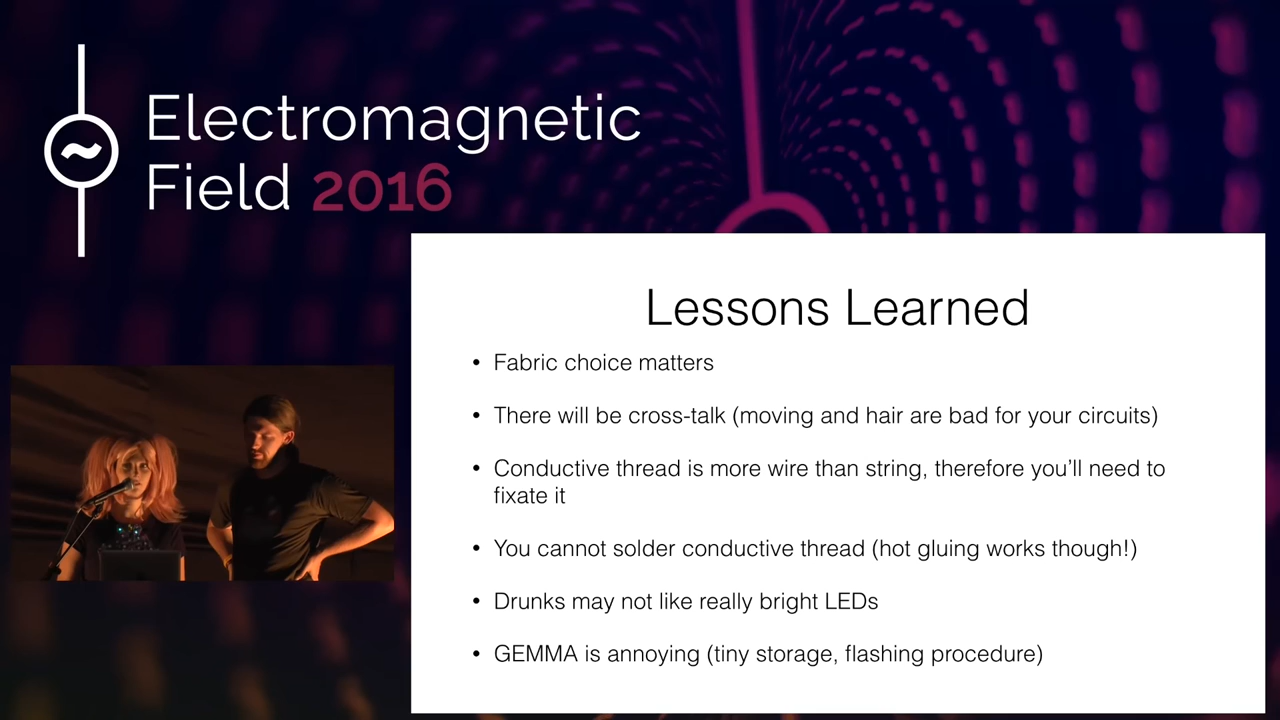 Electromagnetic
Field 2016
Lessons Learned
• Fabric choice matters
• There will be cross-talk (moving and hair are bad for your circuits)
• Conductive thread is more wire than string, therefore you’ll need to
fixate it
• You cannot solder conductive thread (hot gluing works though!)
• Drunks may not like really bright LEDs
• GEMMA is annoying (tiny storage, flashing procedure)